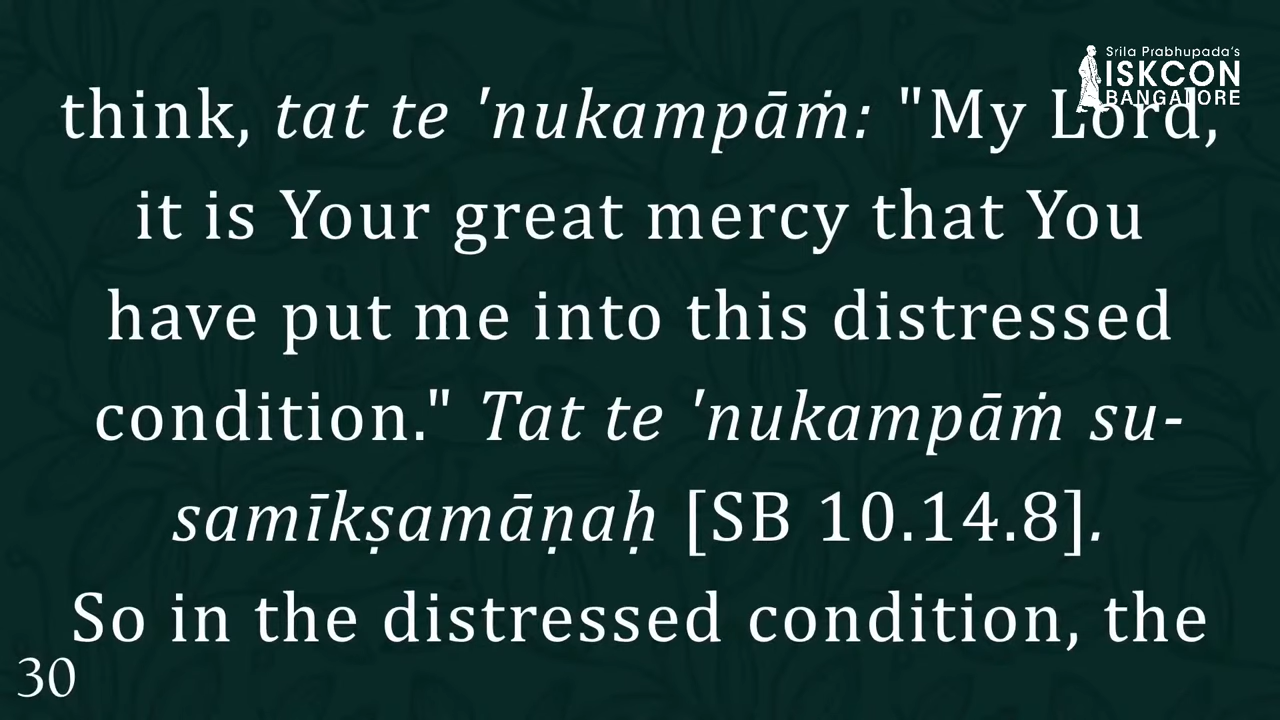 Srila Prabhupada's
ISKCON
BANGALORE
think, tat te 'nukampāṁ: "My Lord,
it is Your great mercy that You
have put me into this distressed
condition." Tat te 'nukampāṁ su-
samīkṣamāṇaḥ [SB 10.14.8].
So in the distressed condition, the
30